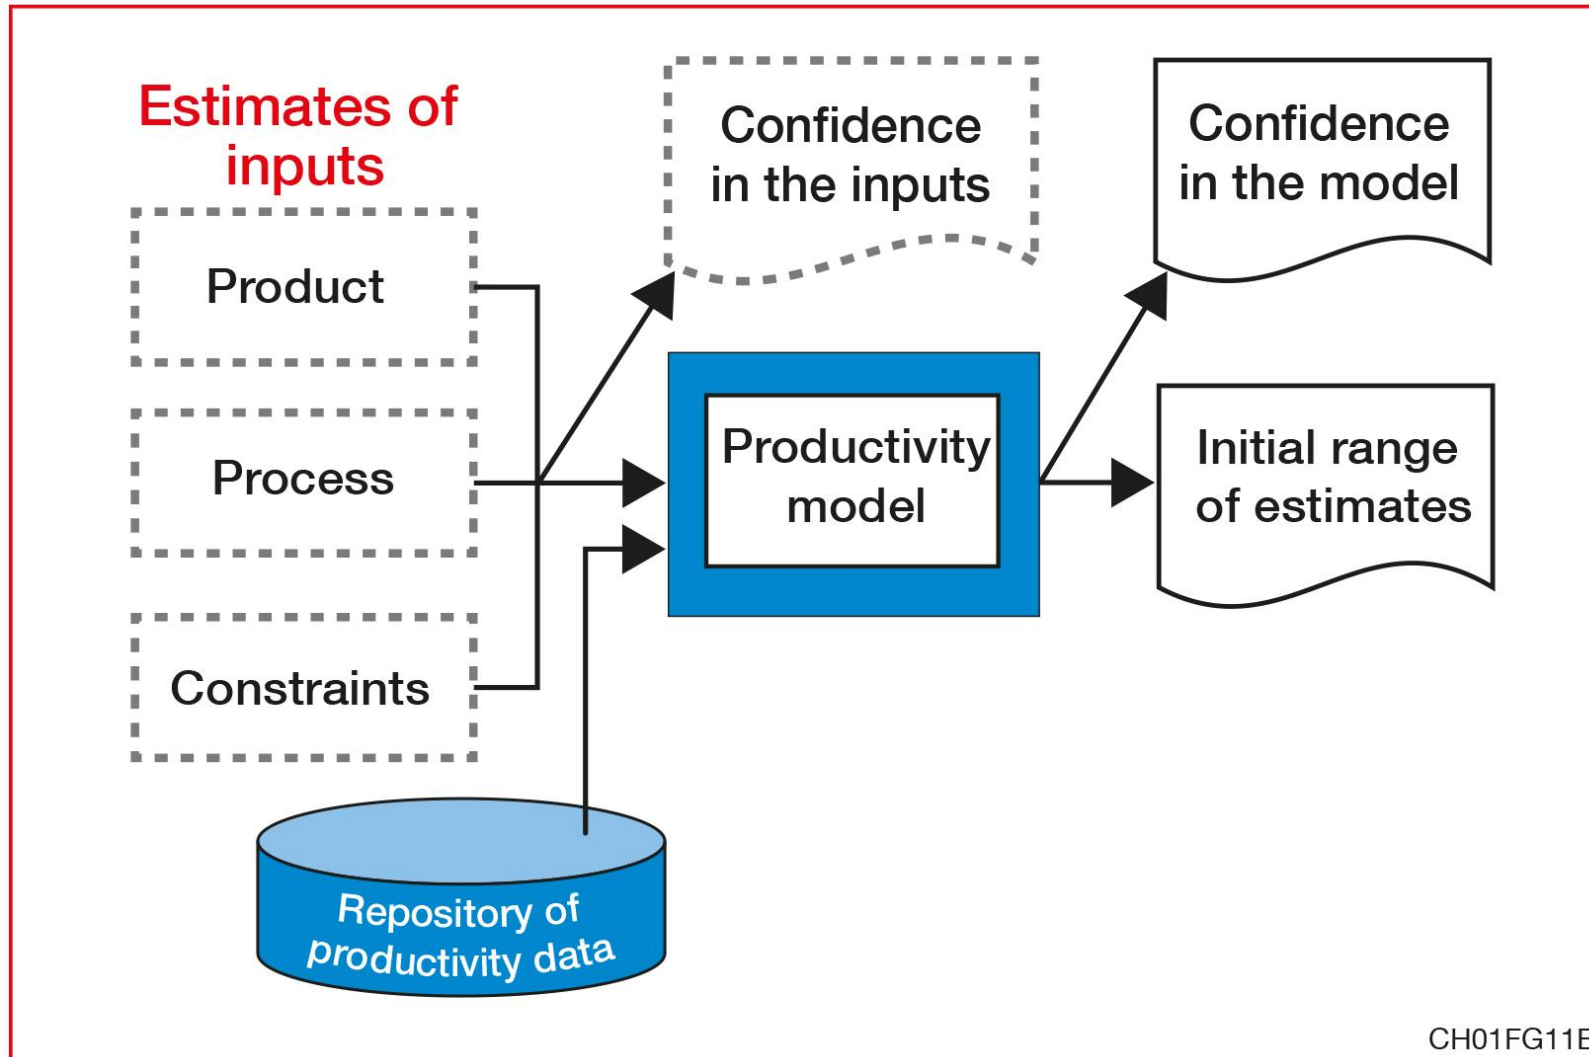 Estimates of
inputs
Product
Process
Constraints
Repository of
productivity data
Confidence
in the inputs
Productivity
model
Confidence
in the model
Initial range
of estimates
CH01FG11E